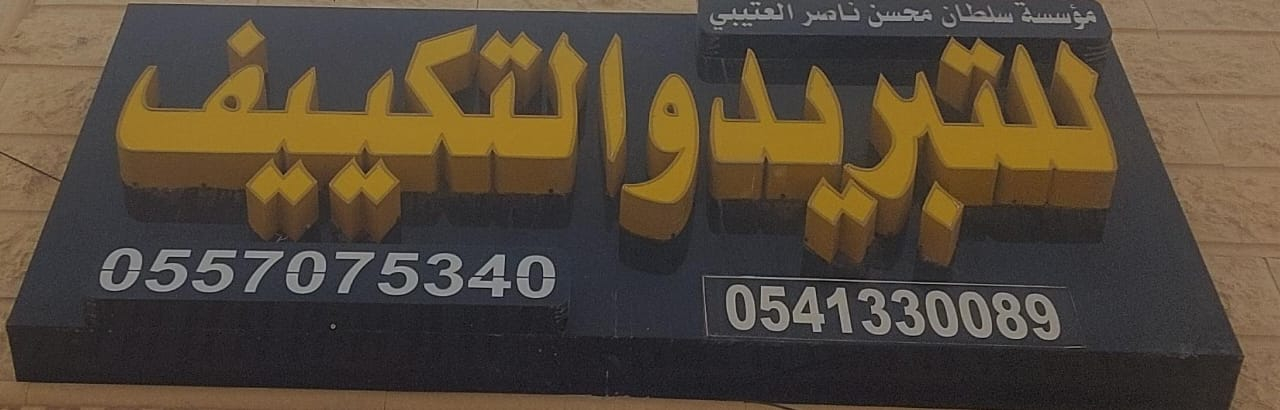 مؤسسة سلطان محسن ناصر العتيبي
للتبريد والتكييف
0541330089
0557075340